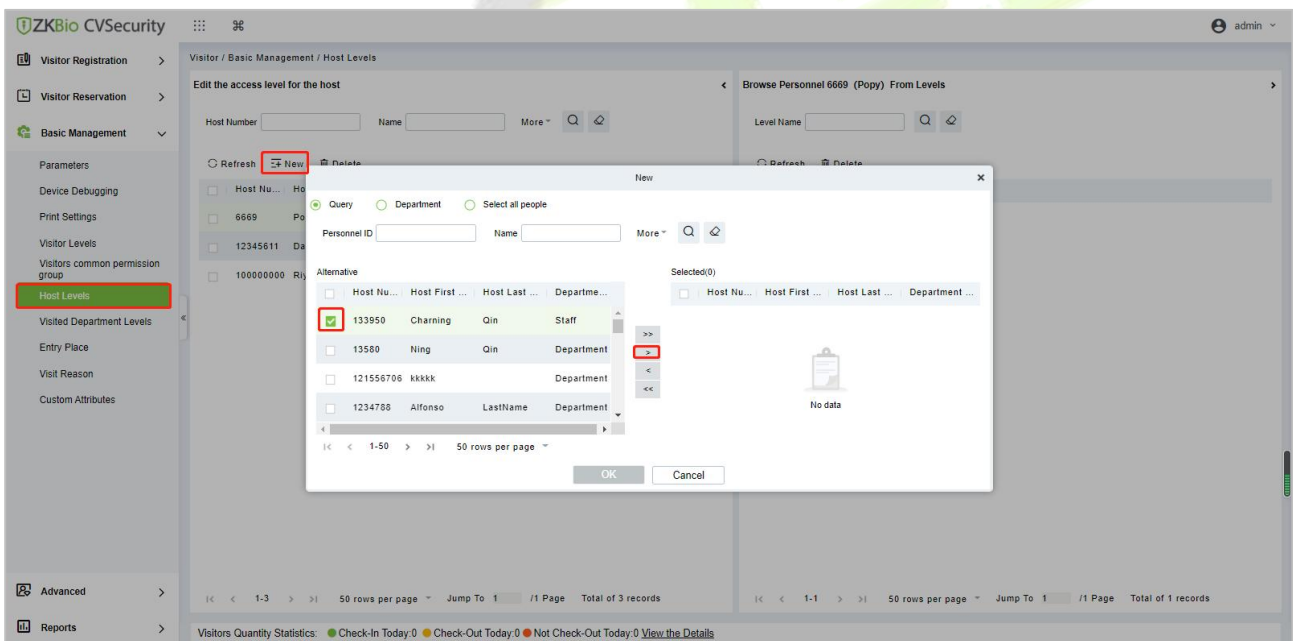 ZKBio CVSecurity
admin
Visitor Registration
Visitor Reservation
Basic Management
Parameters
Device Debugging
Print Settings
Visitor Levels
Visitors common permission
group
Host Levels
Visited Department Levels
Entry Place
Visit Reason
Custom Attributes
Advanced
Reports
Visitor / Basic Management / Host Levels
Edit the access level for the host
Host Number Name More
Refresh New Delete
Host Nu... Ho
6669 Po
12345611 Da
100000000 Riy
1-3 50 rows per page Jump To 1 /1 Page Total of 3 records
Browse Personnel 6669 (Popy) From Levels
Level Name
Refresh Delete
1-1 50 rows per page Jump To 1 /1 Page Total of 1 records
New
Query Department Select all people
Personnel ID Name More
Alternative
Host Nu... Host First ... Host Last ... Departme...
133950 Charning Qin Staff
13580 Ning Qin Department
121556706 kkkkk Department
1234788 Alfonso LastName Department
1-50 50 rows per page
>>
>
<
<<
Selected(0)
Host Nu... Host First ... Host Last ... Department ...
No data
OK Cancel
Visitors Quantity Statistics: Check-In Today:0 Check-Out Today:0 Not Check-Out Today:0 View the Details